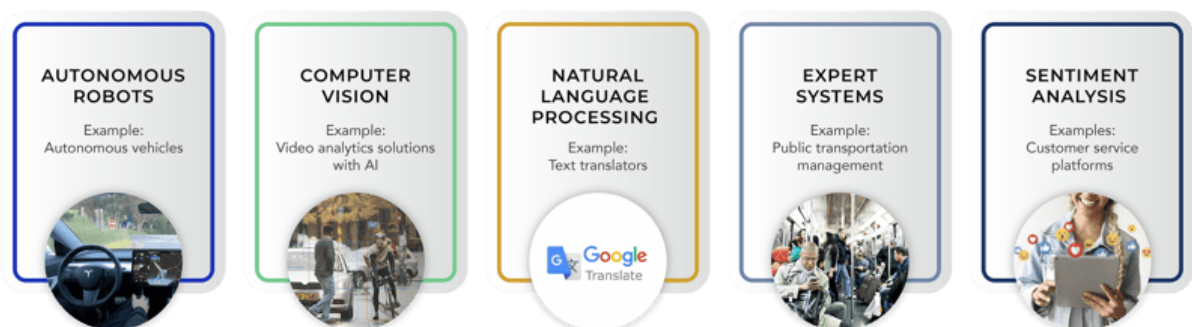 AUTONOMOUS
ROBOTS
Example:
Autonomous vehicles
COMPUTER
VISION
Example:
Video analytics solutions
with AI
NATURAL
LANGUAGE
PROCESSING
Example:
Text translators
Google
Translate
EXPERT
SYSTEMS
Example:
Public transportation
management
SENTIMENT
ANALYSIS
Examples:
Customer service
platforms